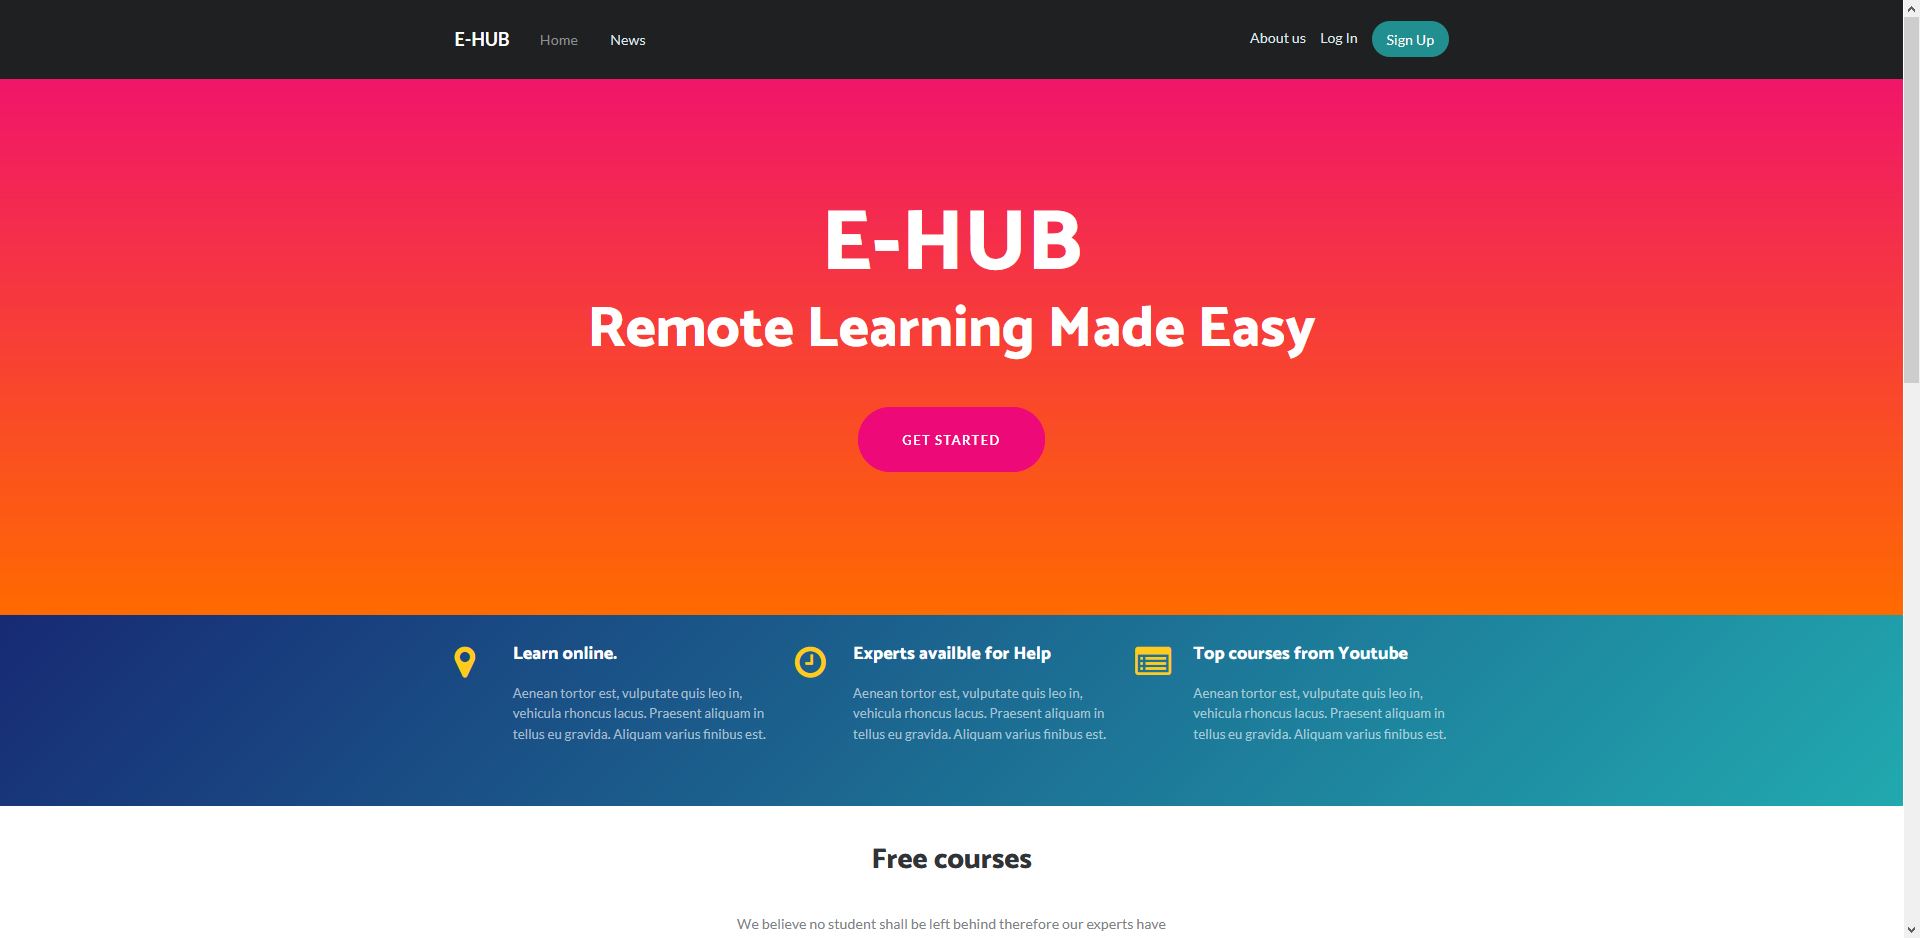 E-HUB Home News About us Log In Sign Up
E-HUB
Remote Learning Made Easy
GET STARTED
Learn online.
Aenean tortor est, vulputate quis leo in,
vehicula rhoncus lacus. Praesent aliquam in
tellus eu gravida. Aliquam varius finibus est.
Experts availble for Help
Aenean tortor est, vulputate quis leo in,
vehicula rhoncus lacus. Praesent aliquam in
tellus eu gravida. Aliquam varius finibus est.
Top courses from Youtube
Aenean tortor est, vulputate quis leo in,
vehicula rhoncus lacus. Praesent aliquam in
tellus eu gravida. Aliquam varius finibus est.
Free courses
We believe no student shall be left behind therefore our experts have